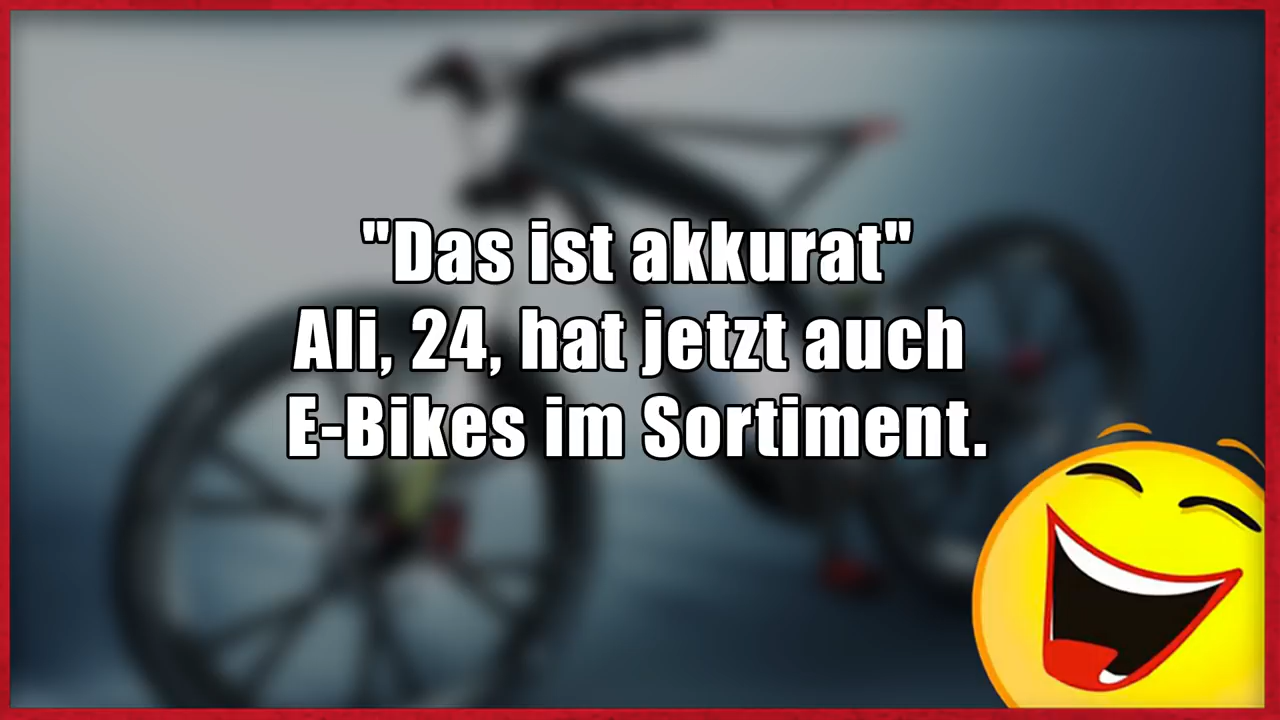 "Das ist akkurat"
Ali, 24, hat jetzt auch
E-Bikes im Sortiment.